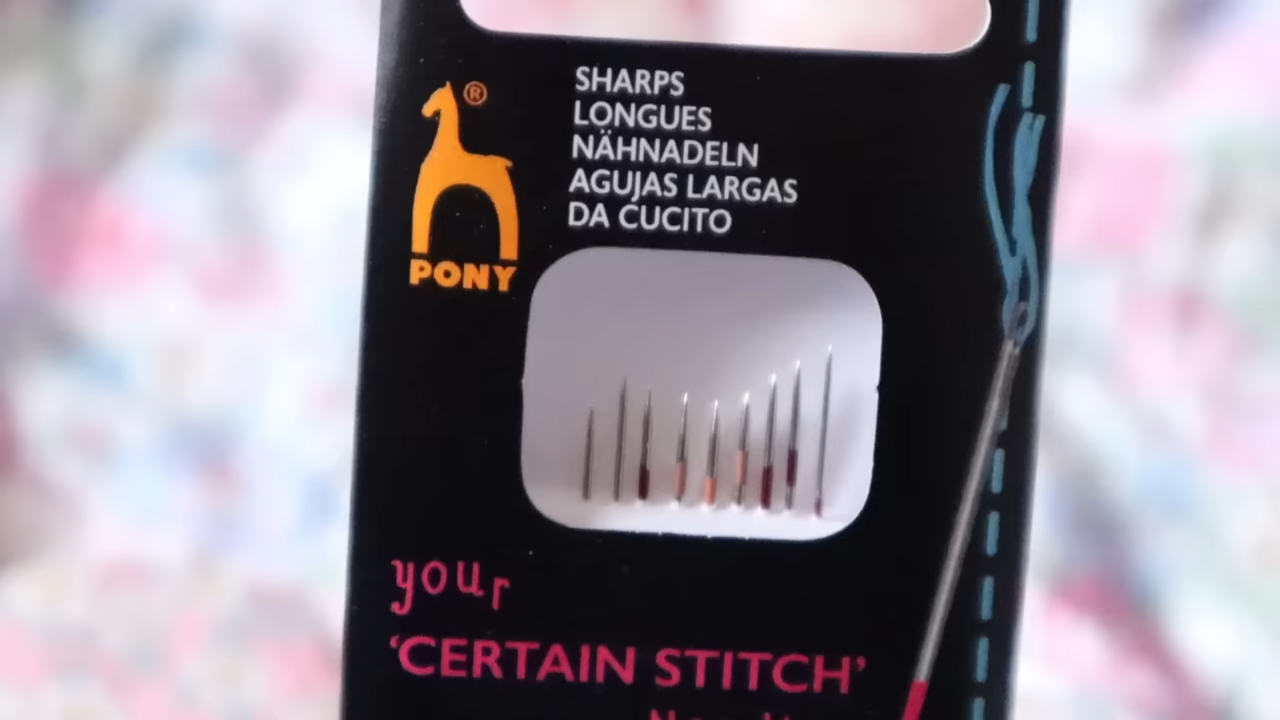 ®
PONY
SHARPS
LONGUES
NÄHNADELN
AGUJAS LARGAS
DA CUCITO
your
‘CERTAIN STITCH’